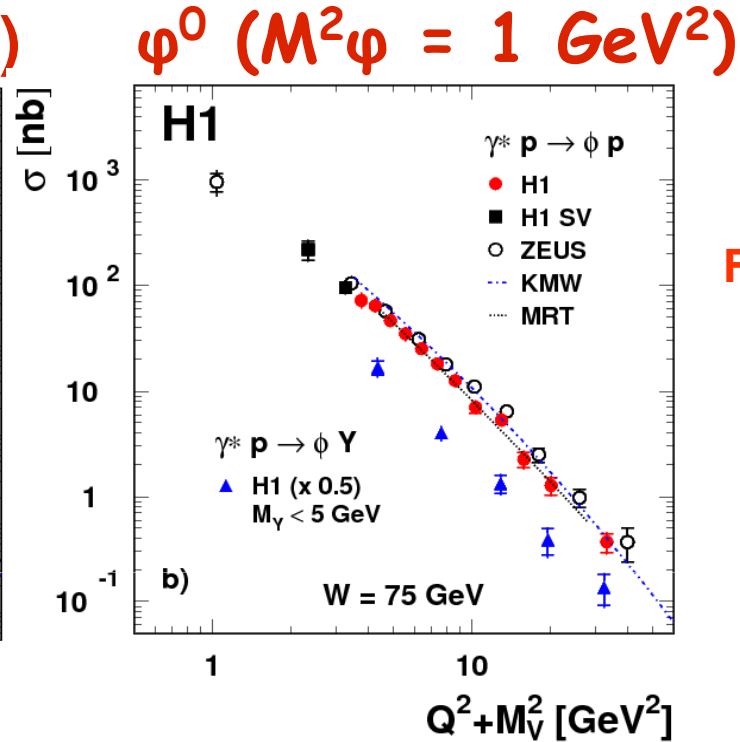 )
φ⁰ (M²φ = 1 GeV²)
σ [nb]
H1
γ* p → ϕ p
H1
H1 SV
ZEUS
KMW
MRT
10³
10²
10
1
10⁻¹
γ* p → ϕ Y
H1 (x 0.5)
M_Y < 5 GeV
b)
W = 75 GeV
1 10
Q²+M_V² [GeV²]
F